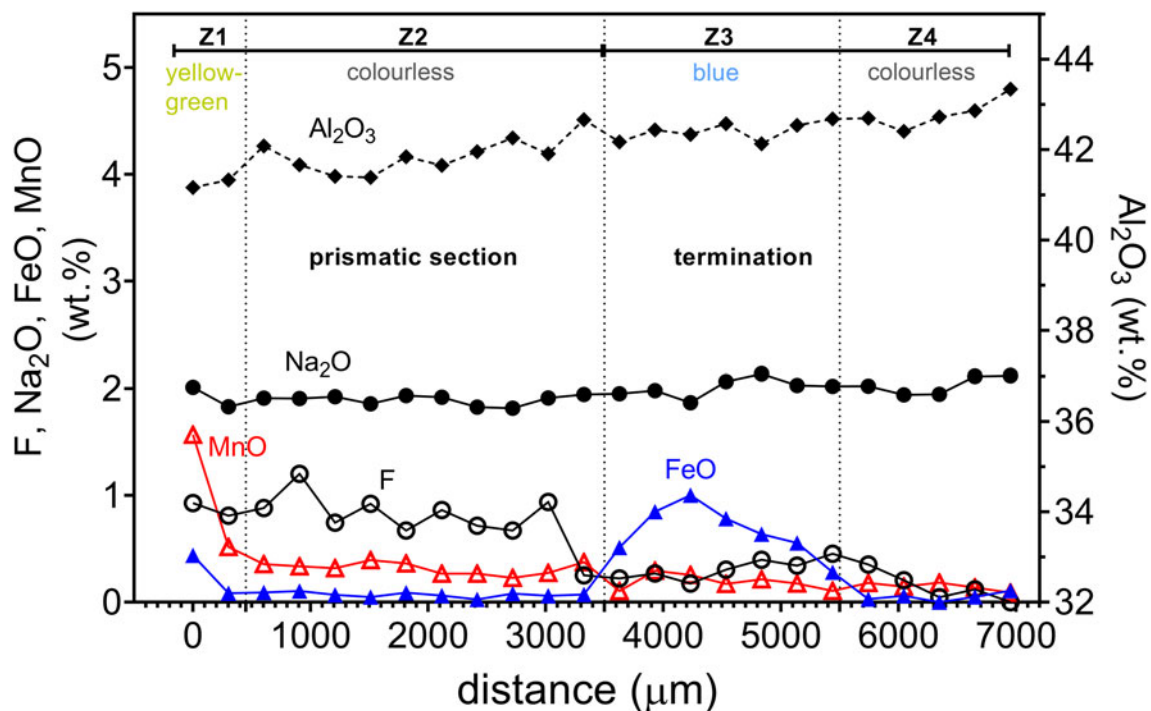 Z1 Z2 Z3 Z4
yellow-
green
colourless
blue
colourless
Al₂O₃
prismatic section
termination
Na₂O
MnO
F
FeO
F, Na₂O, FeO, MnO
(wt.%)
5
4
3
2
1
0
Al₂O₃ (wt.%)
44
42
40
38
36
34
32
0 1000 2000 3000 4000 5000 6000 7000
distance (μm)